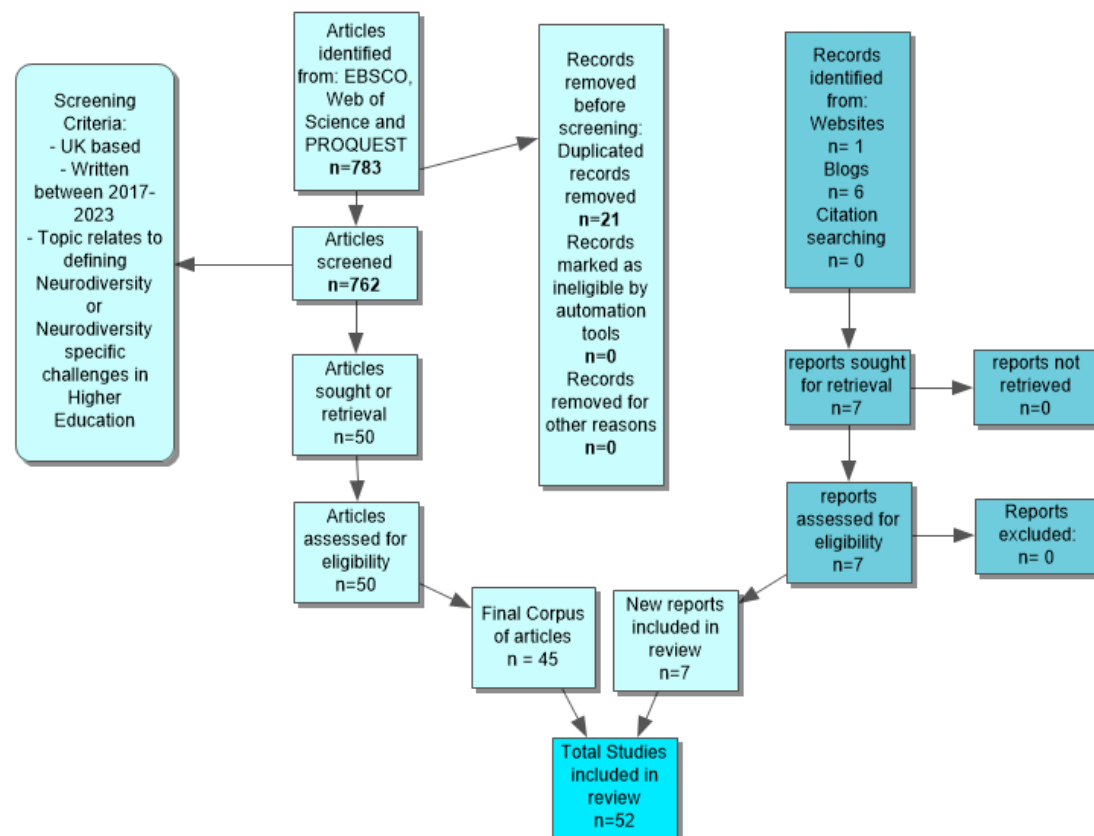 Articles
identified
from: EBSCO,
Web of
Science and
PROQUEST
n=783
Screening
Criteria:
- UK based
- Written
between 2017-
2023
- Topic relates to
defining
Neurodiversity
or
Neurodiversity
specific
challenges in
Higher
Education
Records
removed
before
screening:
Duplicated
records
removed
n=21
Records
marked as
ineligible by
automation
tools
n=0
Records
removed for
other reasons
n=0
Records
identified
from:
Websites
n= 1
Blogs
n= 6
Citation
searching
n= 0
Articles
screened
n=762
Articles
sought or
retrieval
n=50
reports sought
for retrieval
n=7
reports not
retrieved
n=0
Articles
assessed for
eligibility
n=50
reports
assessed for
eligibility
n=7
Reports
excluded:
n= 0
Final Corpus
of articles
n = 45
New reports
included in
review
n=7
Total Studies
included in
review
n=52